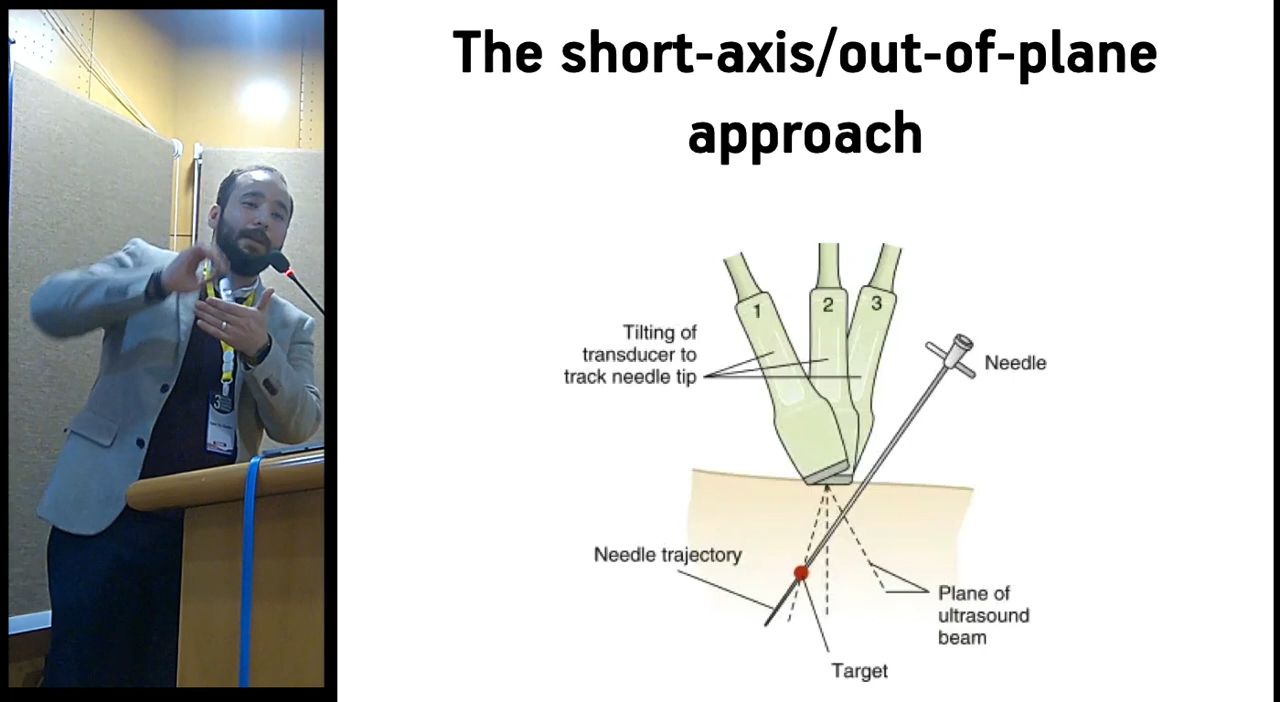 The short-axis/out-of-plane
approach
1
2
3
Tilting of
transducer to
track needle tip
Needle
Needle trajectory
Plane of
ultrasound
beam
Target
3